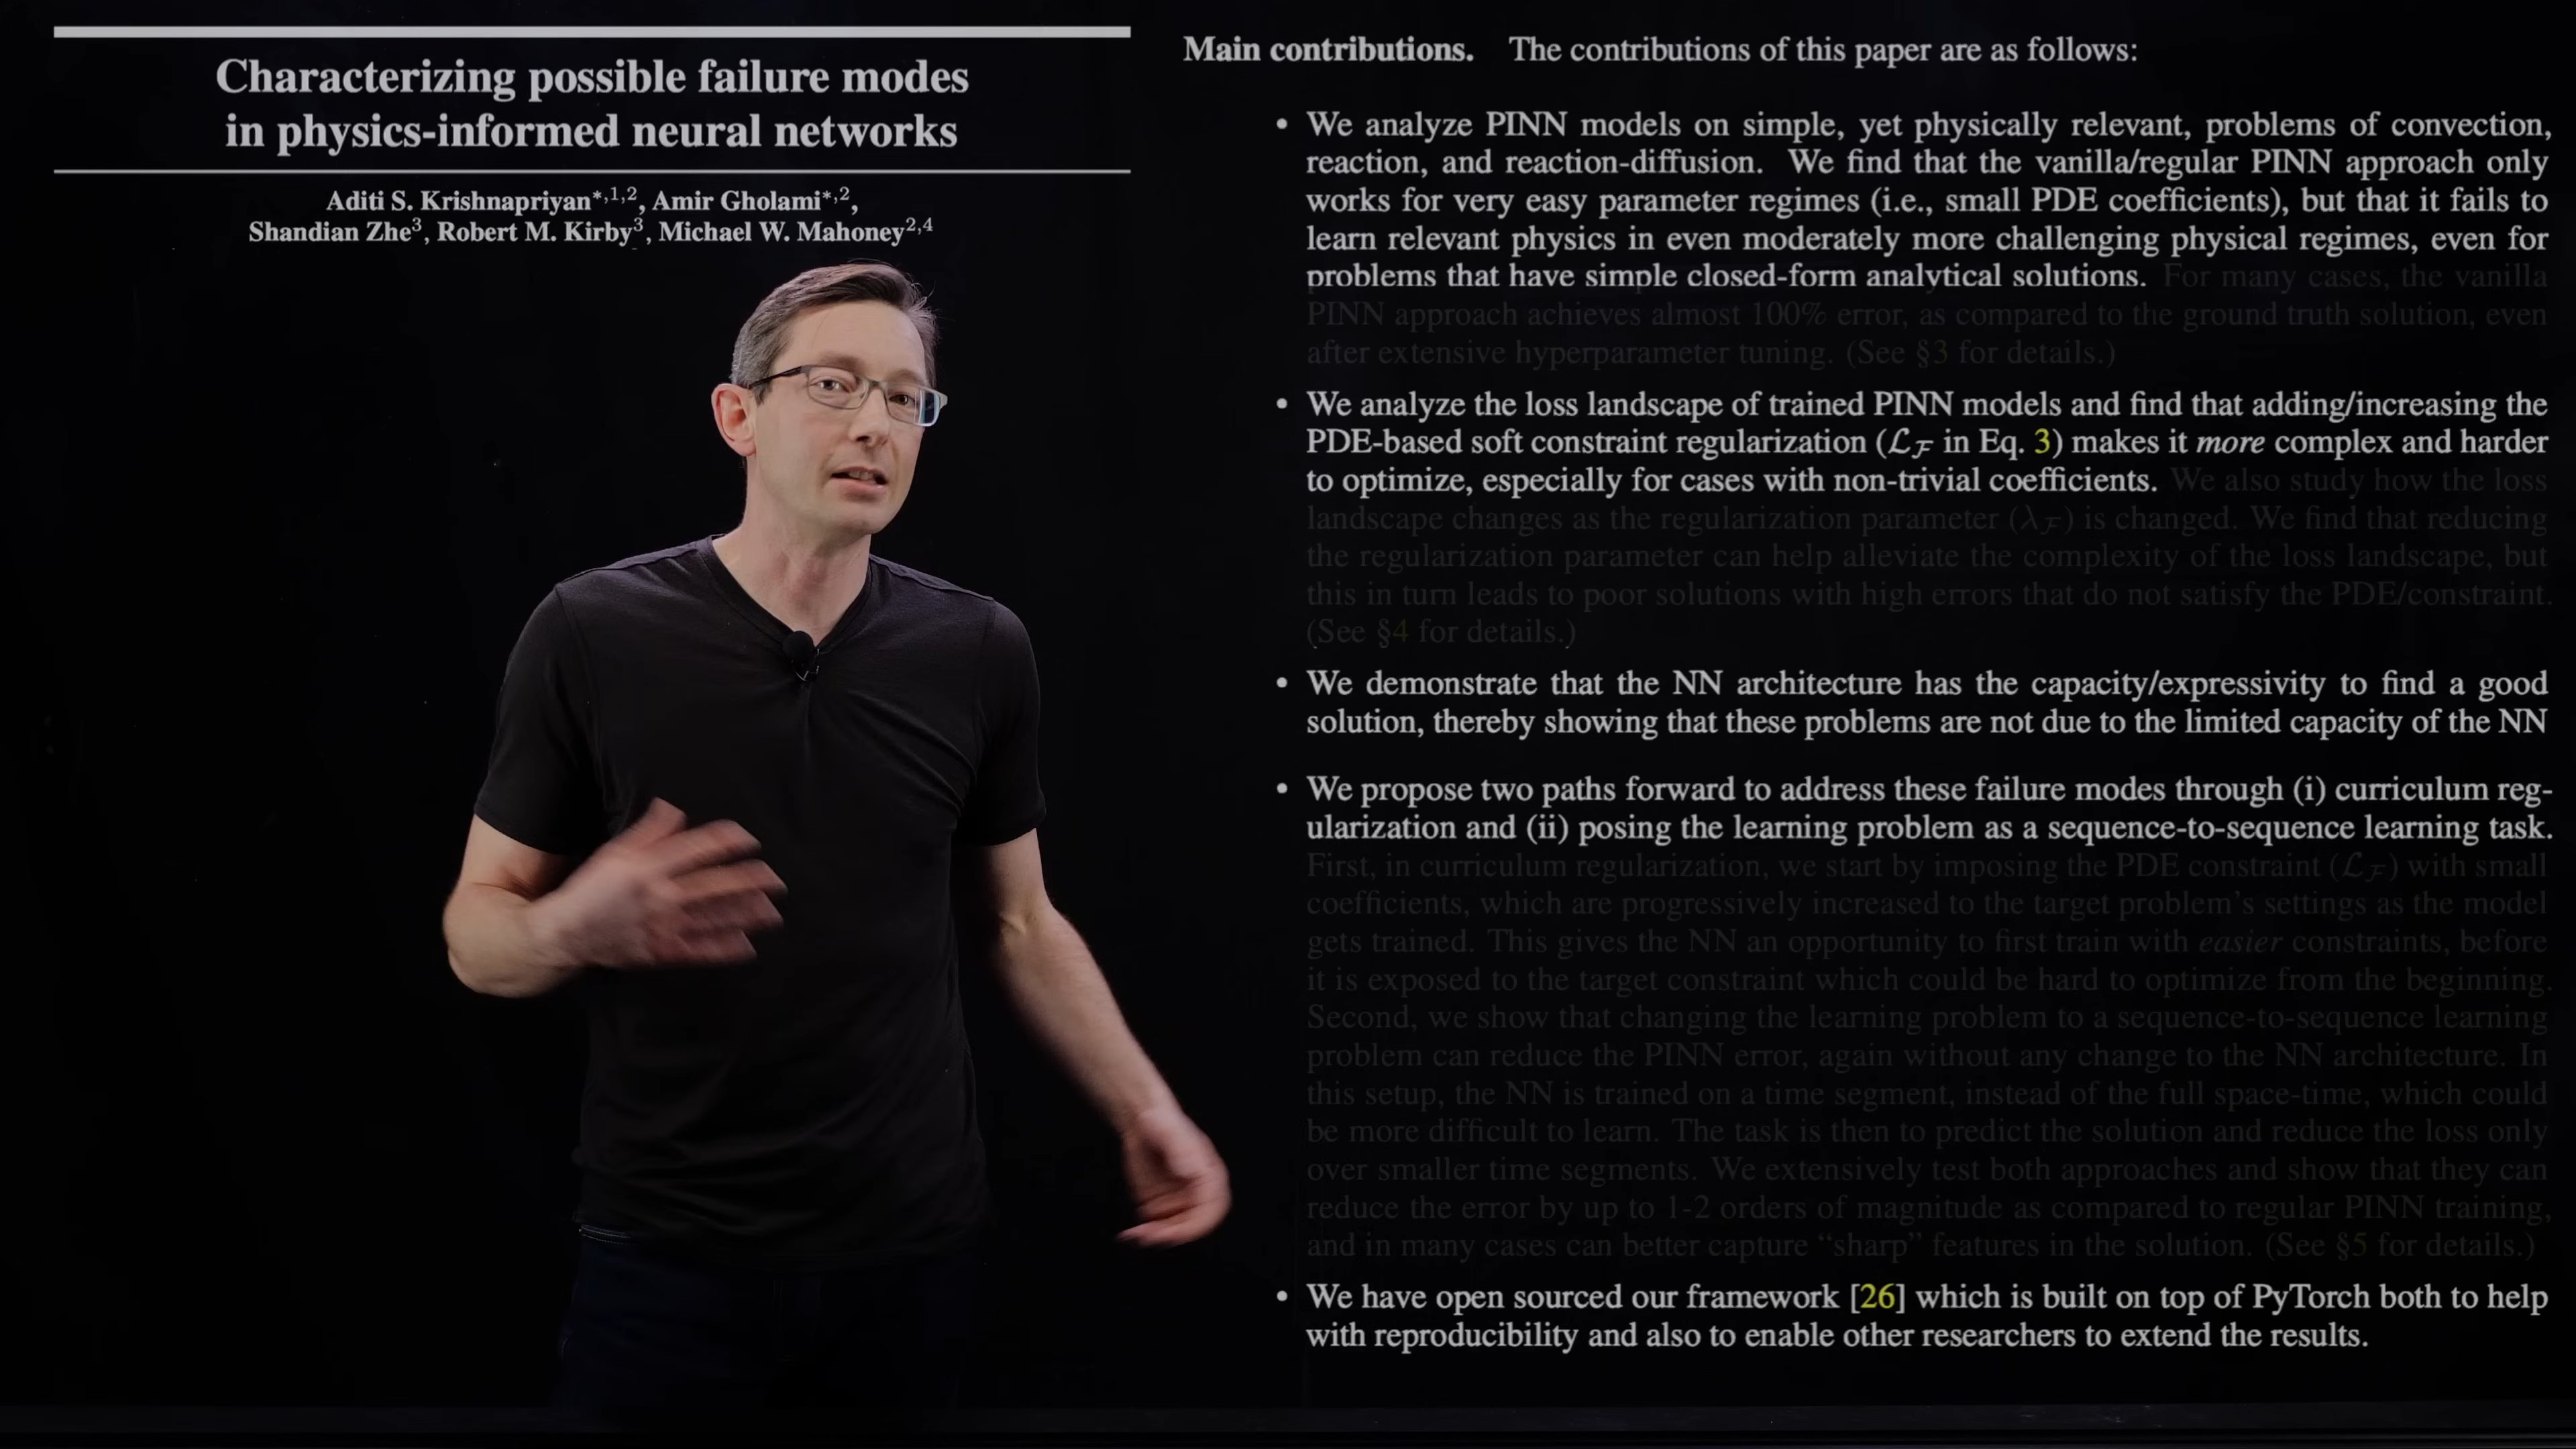 Characterizing possible failure modes
in physics-informed neural networks
Aditi S. Krishnapriyan*,1,2, Amir Gholami*,2,
Shandian Zhe3, Robert M. Kirby3, Michael W. Mahoney2,4
Main contributions. The contributions of this paper are as follows:
• We analyze PINN models on simple, yet physically relevant, problems of convection,
reaction, and reaction-diffusion. We find that the vanilla/regular PINN approach only
works for very easy parameter regimes (i.e., small PDE coefficients), but that it fails to
learn relevant physics in even moderately more challenging physical regimes, even for
problems that have simple closed-form analytical solutions. For many cases, the vanilla
PINN approach achieves almost 100% error, as compared to the ground truth solution, even
after extensive hyperparameter tuning. (See §3 for details.)
• We analyze the loss landscape of trained PINN models and find that adding/increasing the
PDE-based soft constraint regularization (ℒ_ℱ in Eq. 3) makes it more complex and harder
to optimize, especially for cases with non-trivial coefficients. We also study how the loss
landscape changes as the regularization parameter (λ_ℱ) is changed. We find that reducing
the regularization parameter can help alleviate the complexity of the loss landscape, but
this in turn leads to poor solutions with high errors that do not satisfy the PDE/constraint.
(See §4 for details.)
• We demonstrate that the NN architecture has the capacity/expressivity to find a good
solution, thereby showing that these problems are not due to the limited capacity of the NN
• We propose two paths forward to address these failure modes through (i) curriculum reg-
ularization and (ii) posing the learning problem as a sequence-to-sequence learning task.
First, in curriculum regularization, we start by imposing the PDE constraint (ℒ_ℱ) with small
coefficients, which are progressively increased to the target problem's settings as the model
gets trained. This gives the NN an opportunity to first train with easier constraints, before
it is exposed to the target constraint which could be hard to optimize from the beginning.
Second, we show that changing the learning problem to a sequence-to-sequence learning
problem can reduce the PINN error, again without any change to the NN architecture. In
this setup, the NN is trained on a time segment, instead of the full space-time, which could
be more difficult to learn. The task is then to predict the solution and reduce the loss only
over smaller time segments. We extensively test both approaches and show that they can
reduce the error by up to 1-2 orders of magnitude as compared to regular PINN training,
and in many cases can better capture “sharp” features in the solution. (See §5 for details.)
• We have open sourced our framework [26] which is built on top of PyTorch both to help
with reproducibility and also to enable other researchers to extend the results.